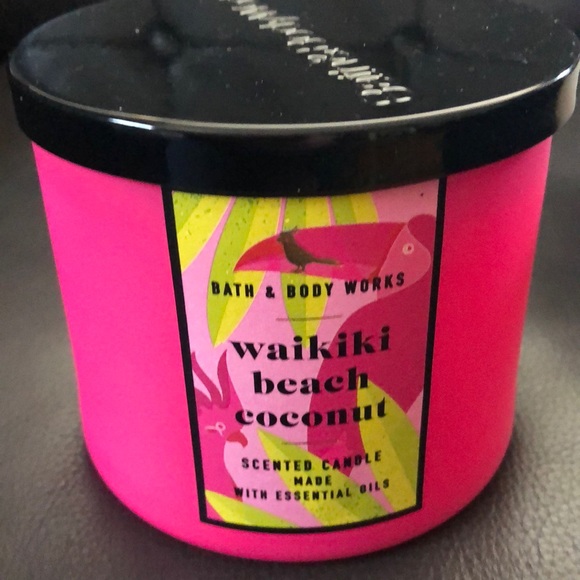 BATH & BODY WORKS
waikiki
beach
coconut
SCENTED CANDLE
MADE
WITH ESSENTIAL OILS